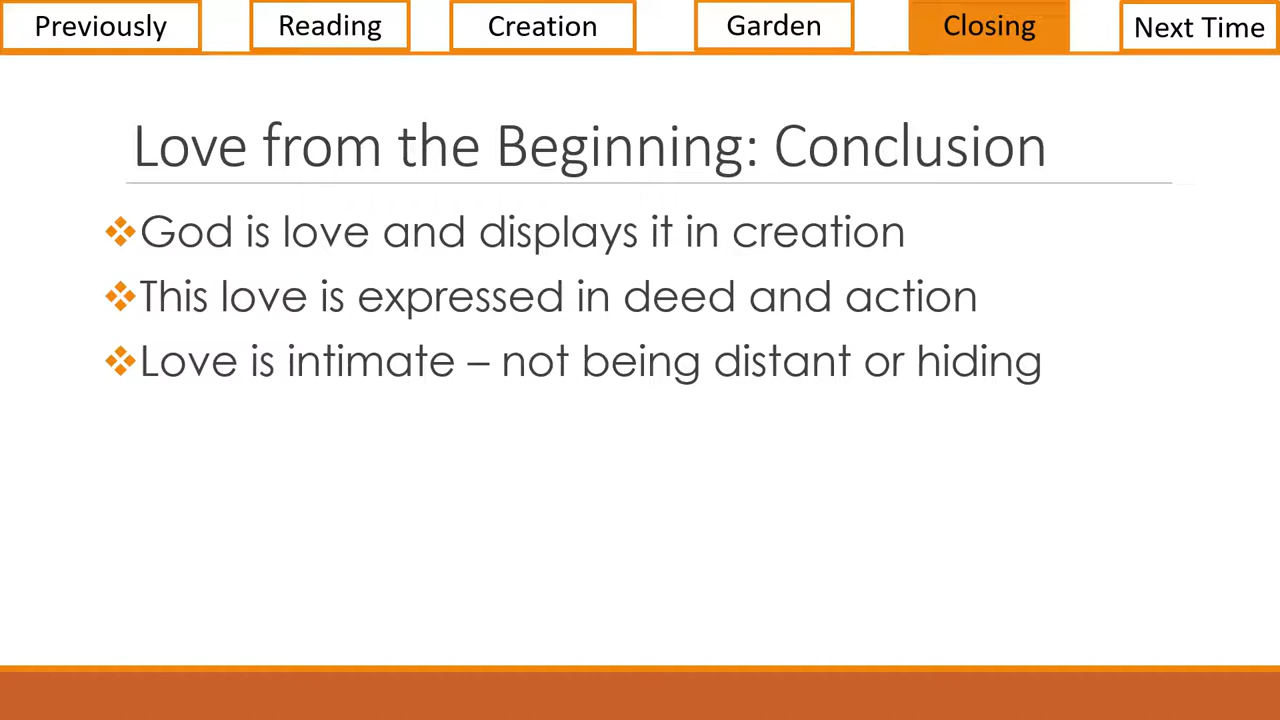 Previously
Reading
Creation
Garden
Closing
Next Time
Love from the Beginning: Conclusion
God is love and displays it in creation
This love is expressed in deed and action
Love is intimate – not being distant or hiding